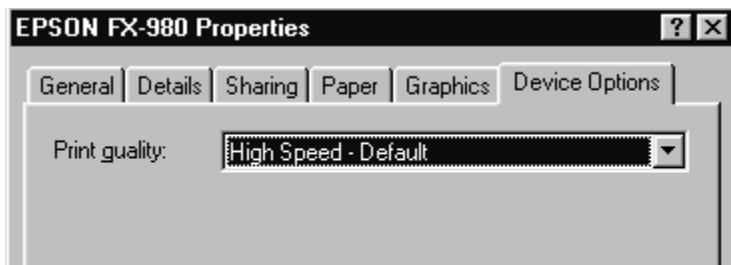 EPSON FX-980 Properties
General Details Sharing Paper Graphics Device Options
Print quality: High Speed - Default